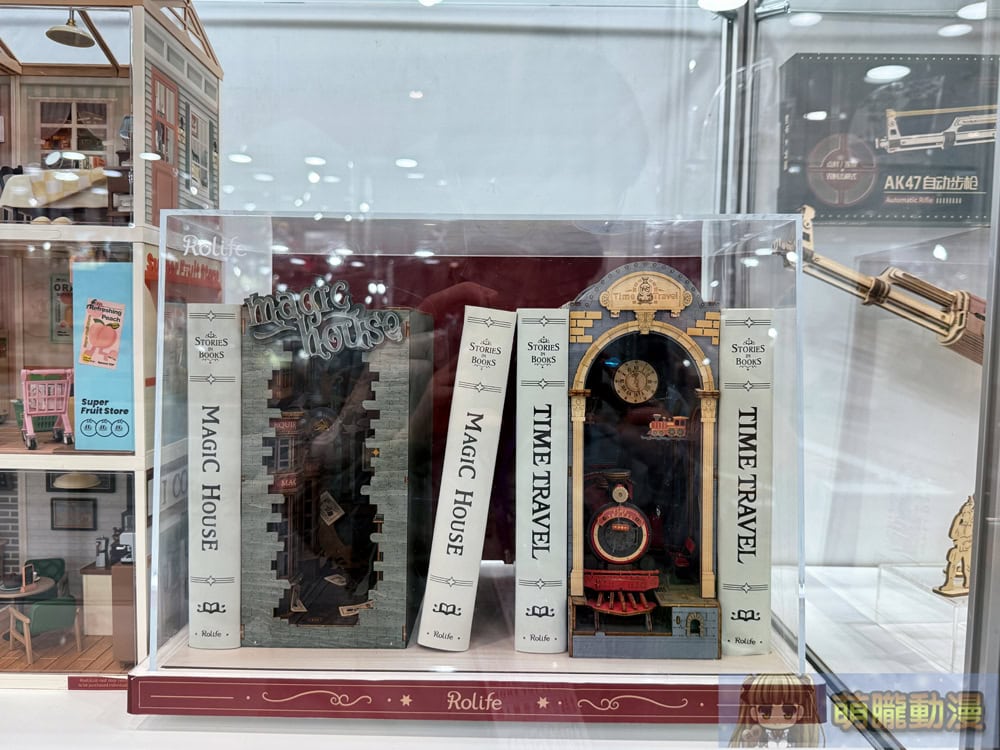 Rolife
magic
house
STORIES
IN
BOOKS
MAGIC HOUSE
Rolife
STORIES
IN
BOOKS
MAGIC HOUSE
Rolife
STORIES
IN
BOOKS
TIME TRAVEL
Rolife
Time Travel
STORIES
IN
BOOKS
TIME TRAVEL
Rolife
Rolife
Refreshing
Peach
Super
Fruit Store
AK47自动步枪
Automatic Rifle
萌朧動漫